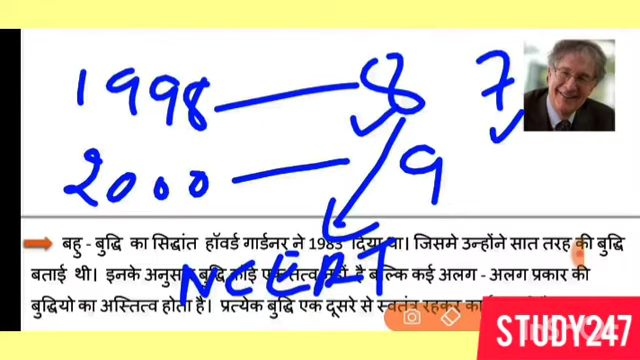 1998 — 8 7
2000 — 9
बहु - बुद्धि का सिद्धांत हॉवर्ड गार्डनर ने 1983 दिया था। जिसमे उन्होंने सात तरह की बुद्धि
बताई थी। इनके अनुसार बुद्धि कोई एक तत्व नहीं है बल्कि कई अलग - अलग प्रकार की
NCERT
बुद्धियो का अस्तित्व होता है। प्रत्येक बुद्धि एक दूसरे से स्वतंत्र रहकर
STUDY247